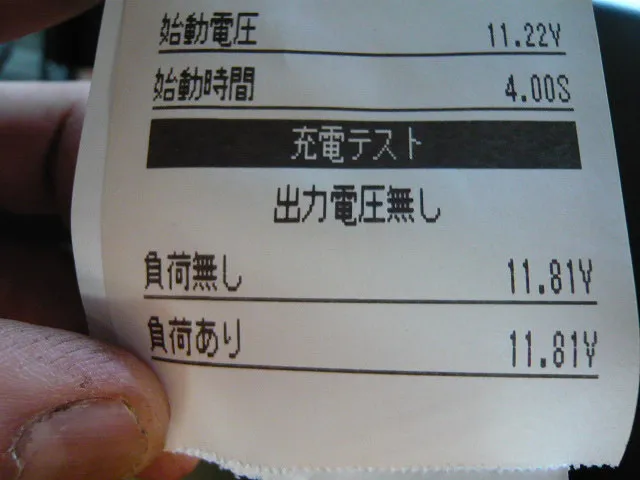 始動電圧 11.22V
始動時間 4.00S
充電テスト
出力電圧無し
負荷無し 11.81V
負荷あり 11.81V